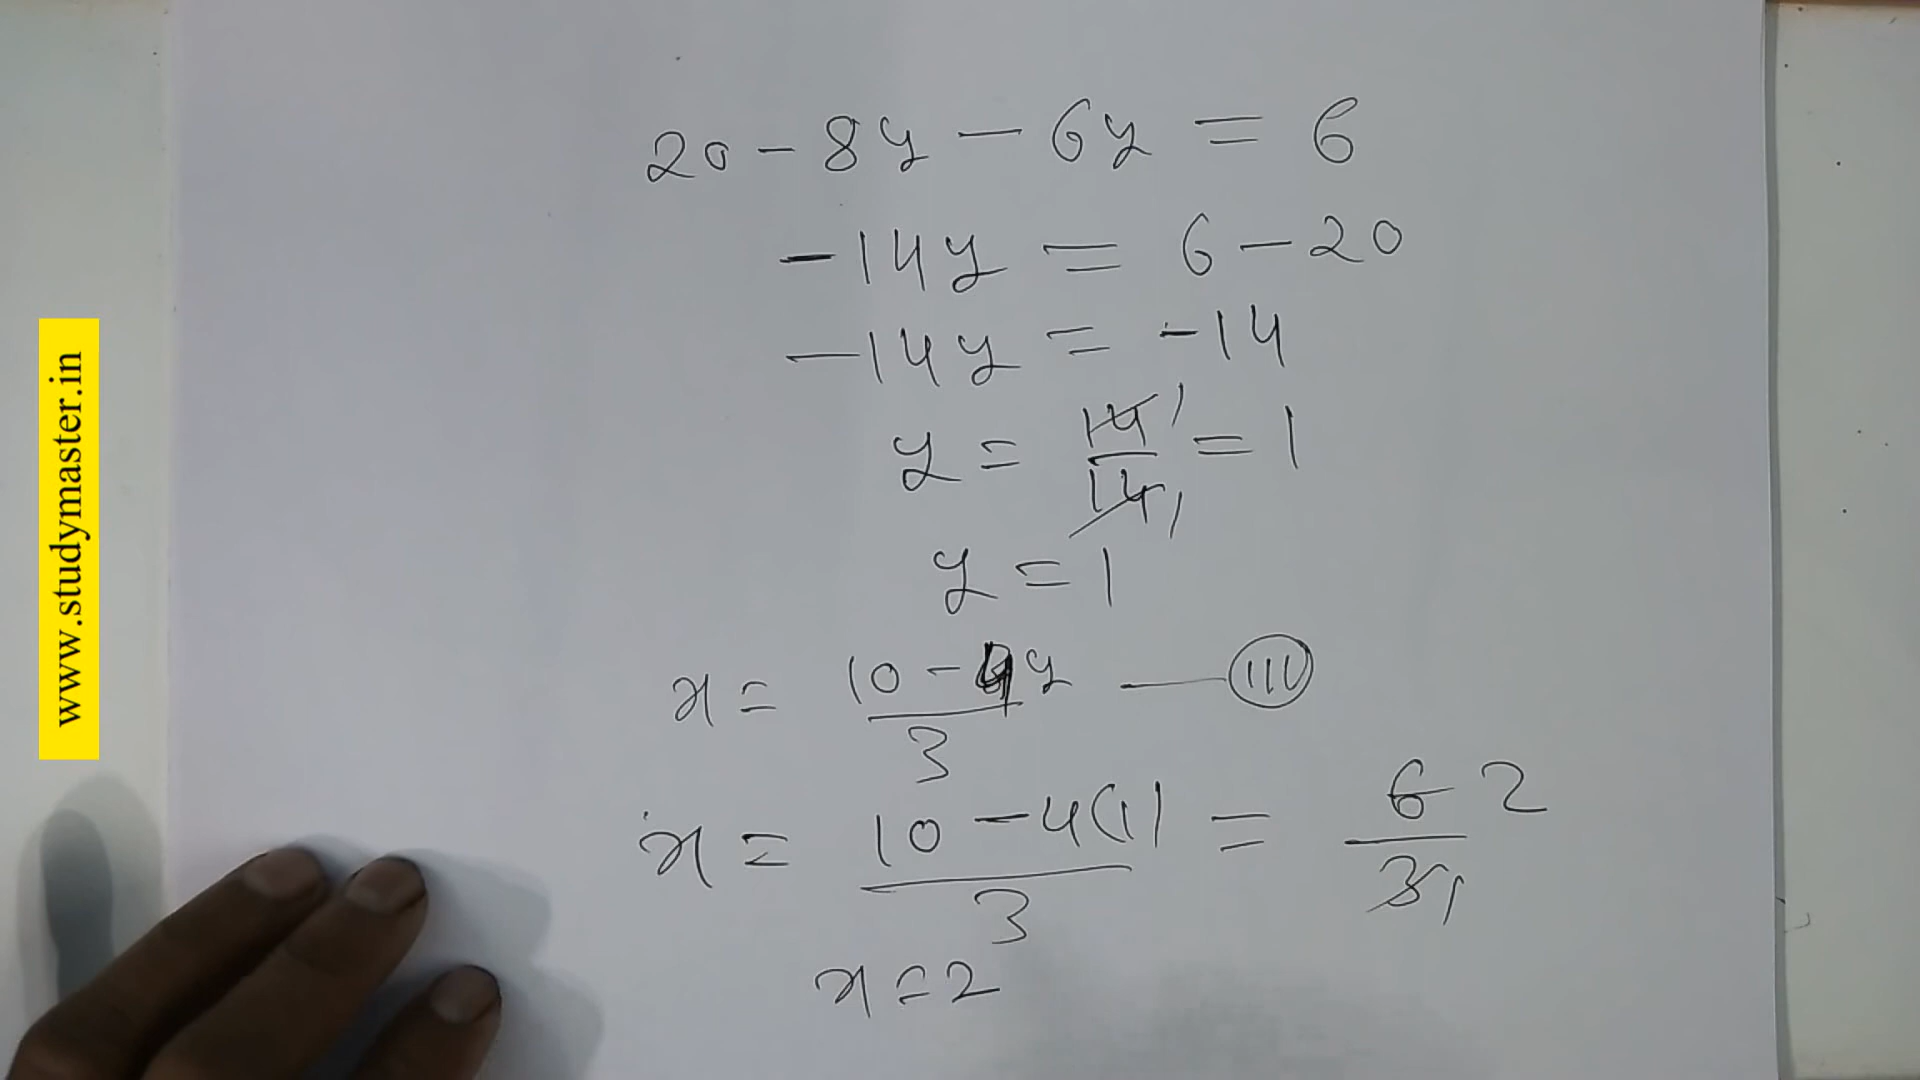 www.studymaster.in
20 - 8y - 6y = 6
-14y = 6 - 20
-14y = -14
y = 14/14 = 1
y = 1
x = 10 - 4y / 3 — III
x = 10 - 4(1) / 3 = 6 2 / 3 1
x = 2